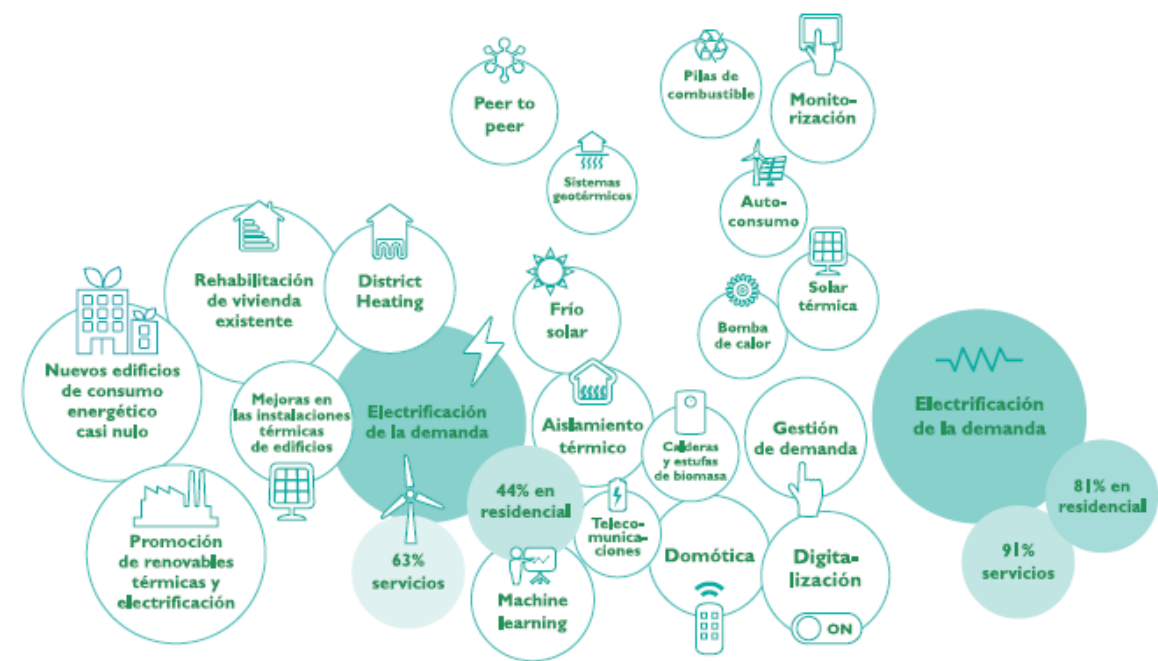 Peer to
peer
Pilas de
combustible
Monito-
rización
Sistemas
geotérmicos
Auto-
consumo
Rehabilitación
de vivienda
existente
District
Heating
Frío
solar
Solar
térmica
Bomba
de calor
Nuevos edificios
de consumo
energético
casi nulo
Mejoras en
las instalaciones
térmicas
de edificios
Electrificación
de la demanda
Aislamiento
térmico
Calderas
y estufas
de biomasa
Gestión
de demanda
Electrificación
de la demanda
44% en
residencial
81% en
residencial
Promoción
de renovables
térmicas y
electrificación
63%
servicios
Teleco-
munica-
ciones
Domótica
Digita-
lización
91%
servicios
Machine
learning
ON